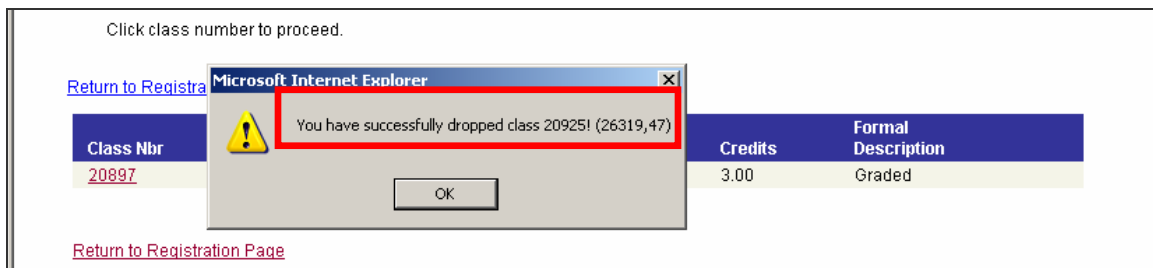 Click class number to proceed.
Return to Registra
Microsoft Internet Explorer
You have successfully dropped class 20925! (26319,47)
OK
Class Nbr Credits Formal Description
20897 3.00 Graded
Return to Registration Page